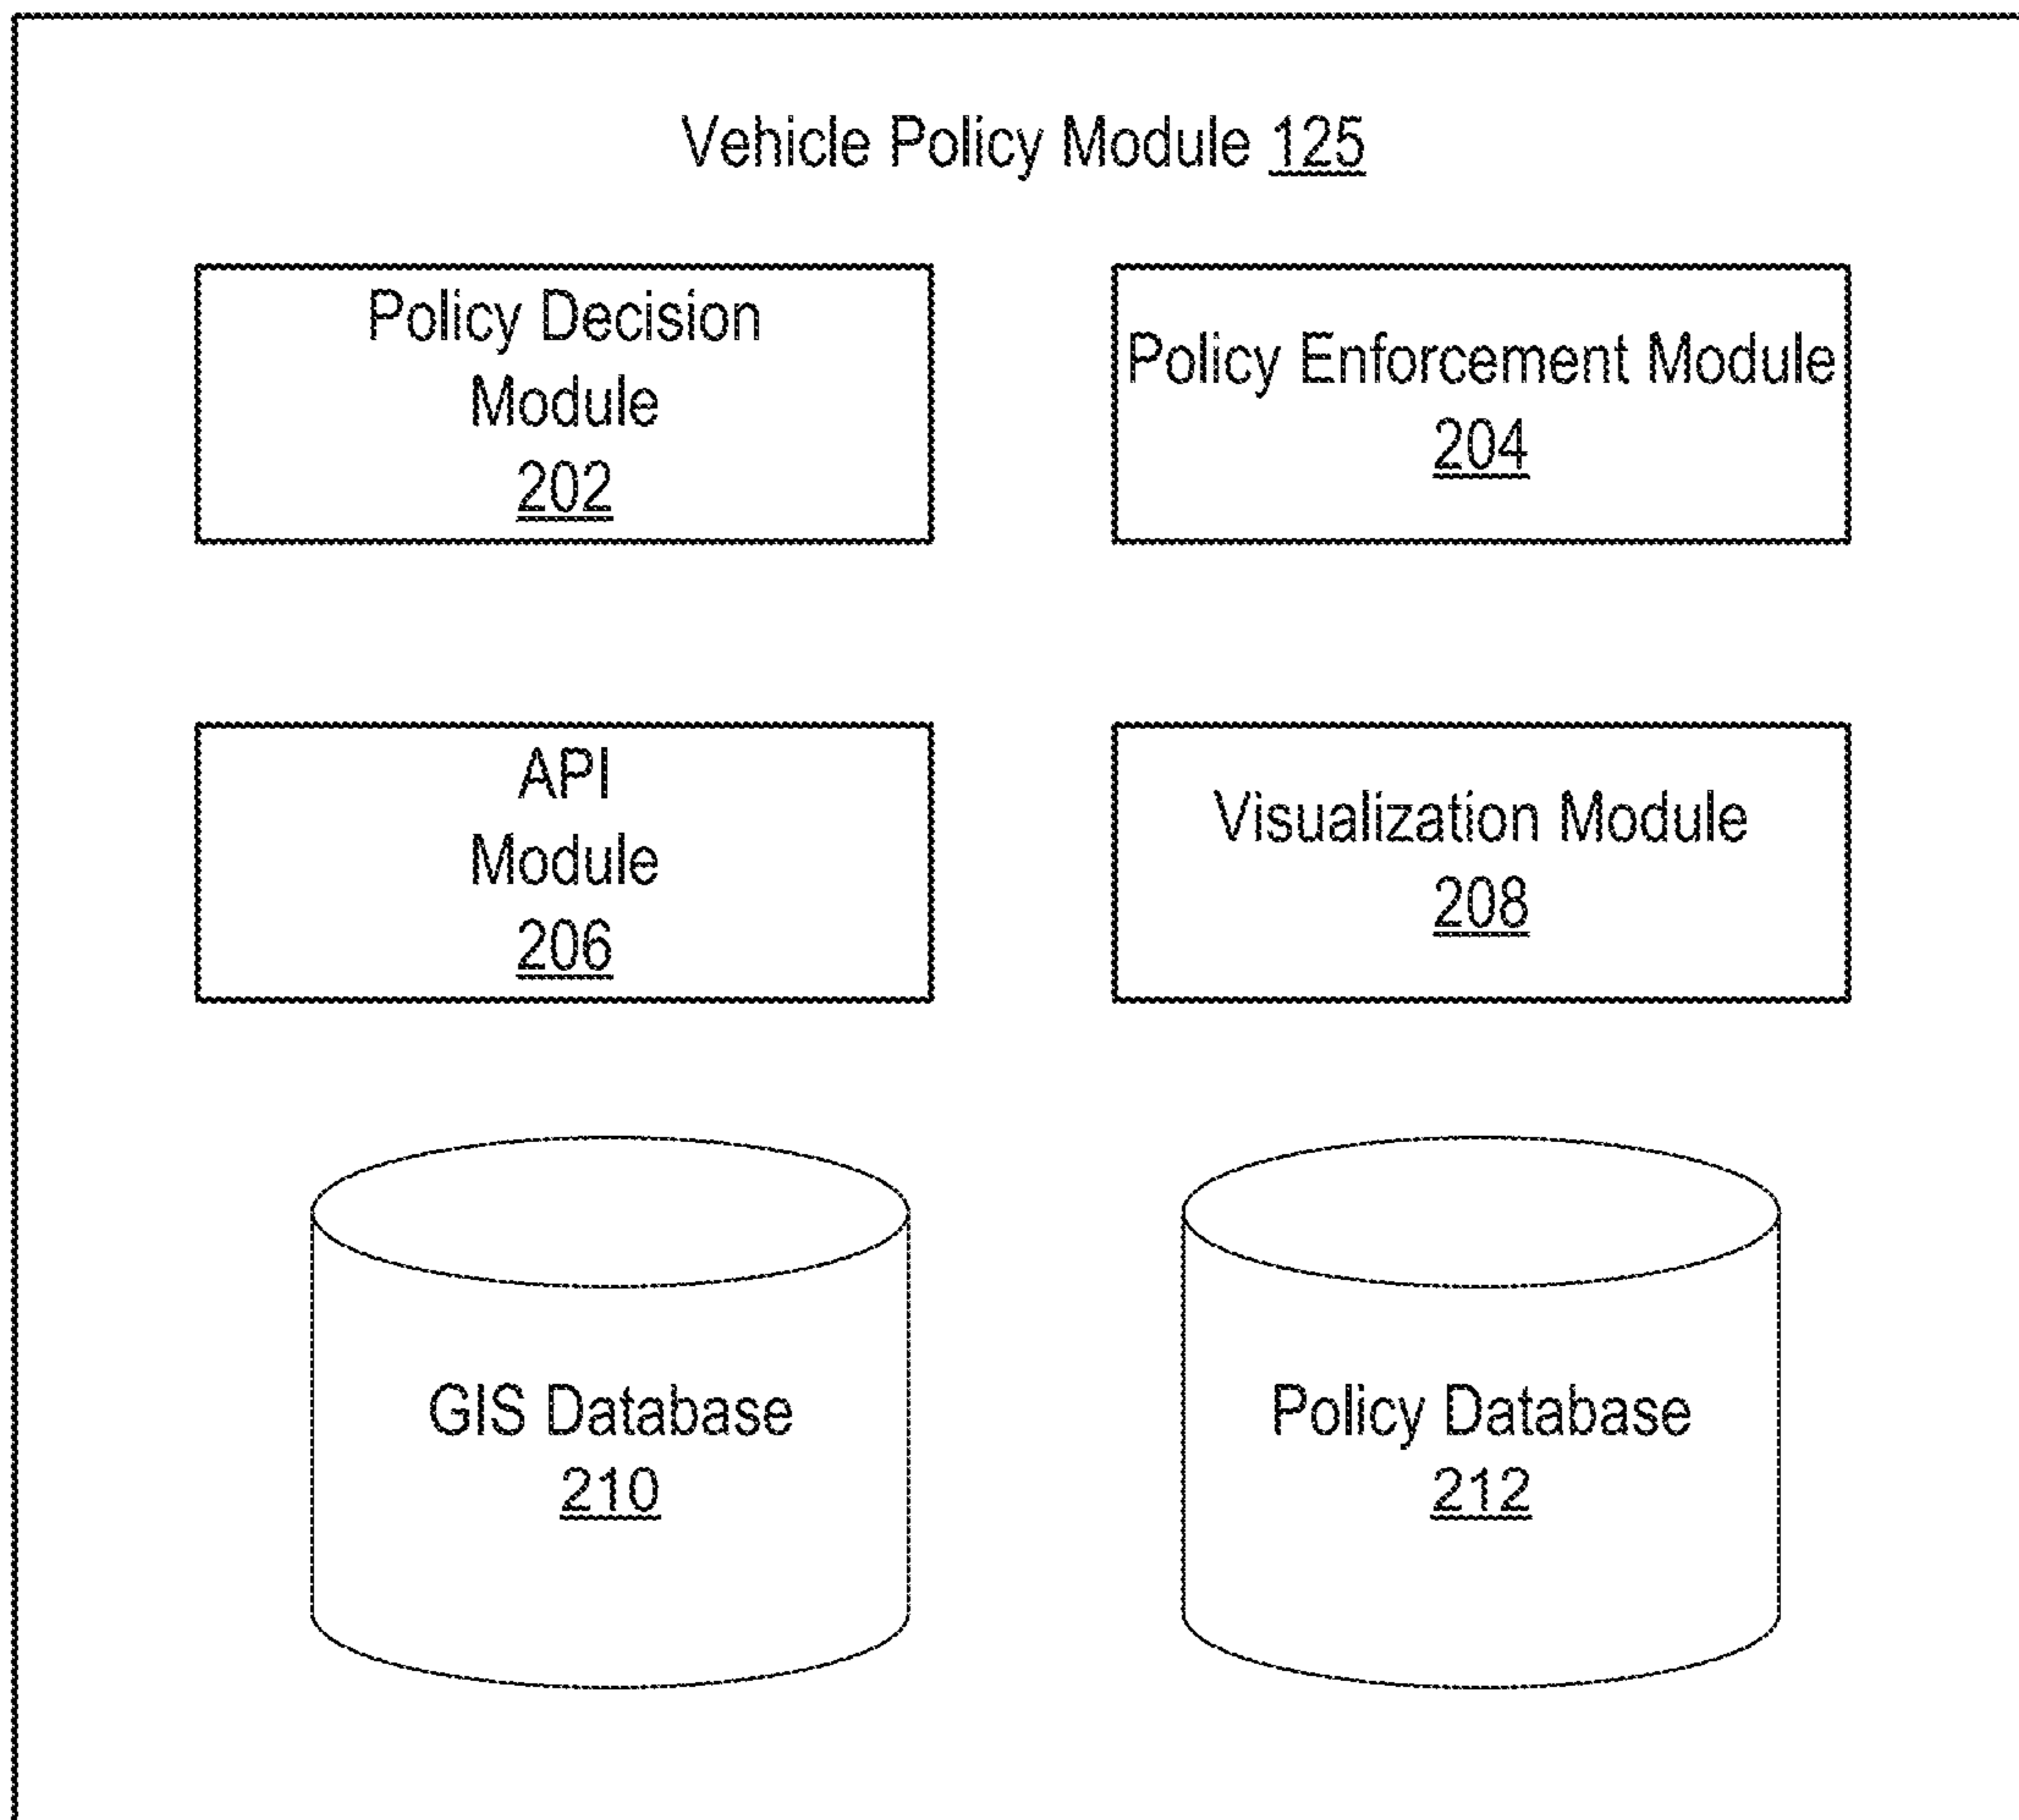 Vehicle Policy Module 125
Policy Decision
Module
202
Policy Enforcement Module
204
API
Module
206
Visualization Module
208
GIS Database
210
Policy Database
212